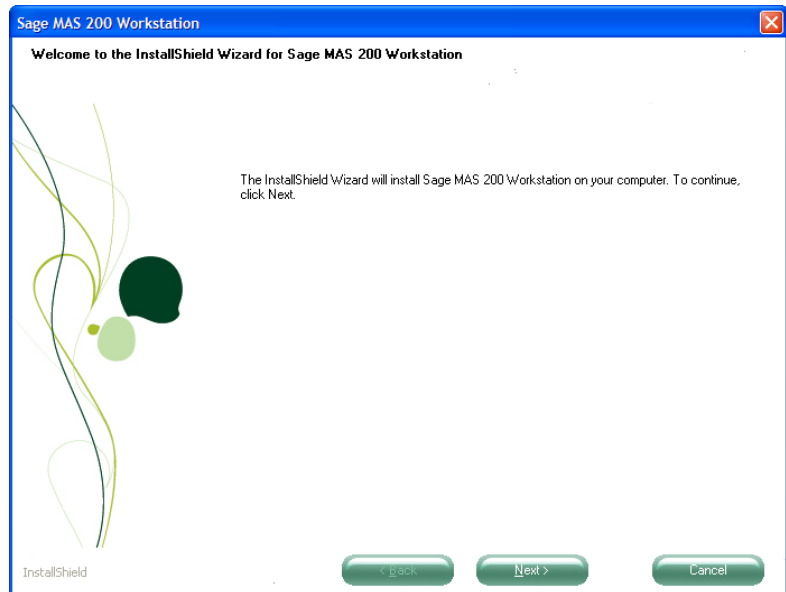 Sage MAS 200 Workstation
Welcome to the InstallShield Wizard for Sage MAS 200 Workstation
The InstallShield Wizard will install Sage MAS 200 Workstation on your computer. To continue,
click Next.
InstallShield
< Back
Next >
Cancel